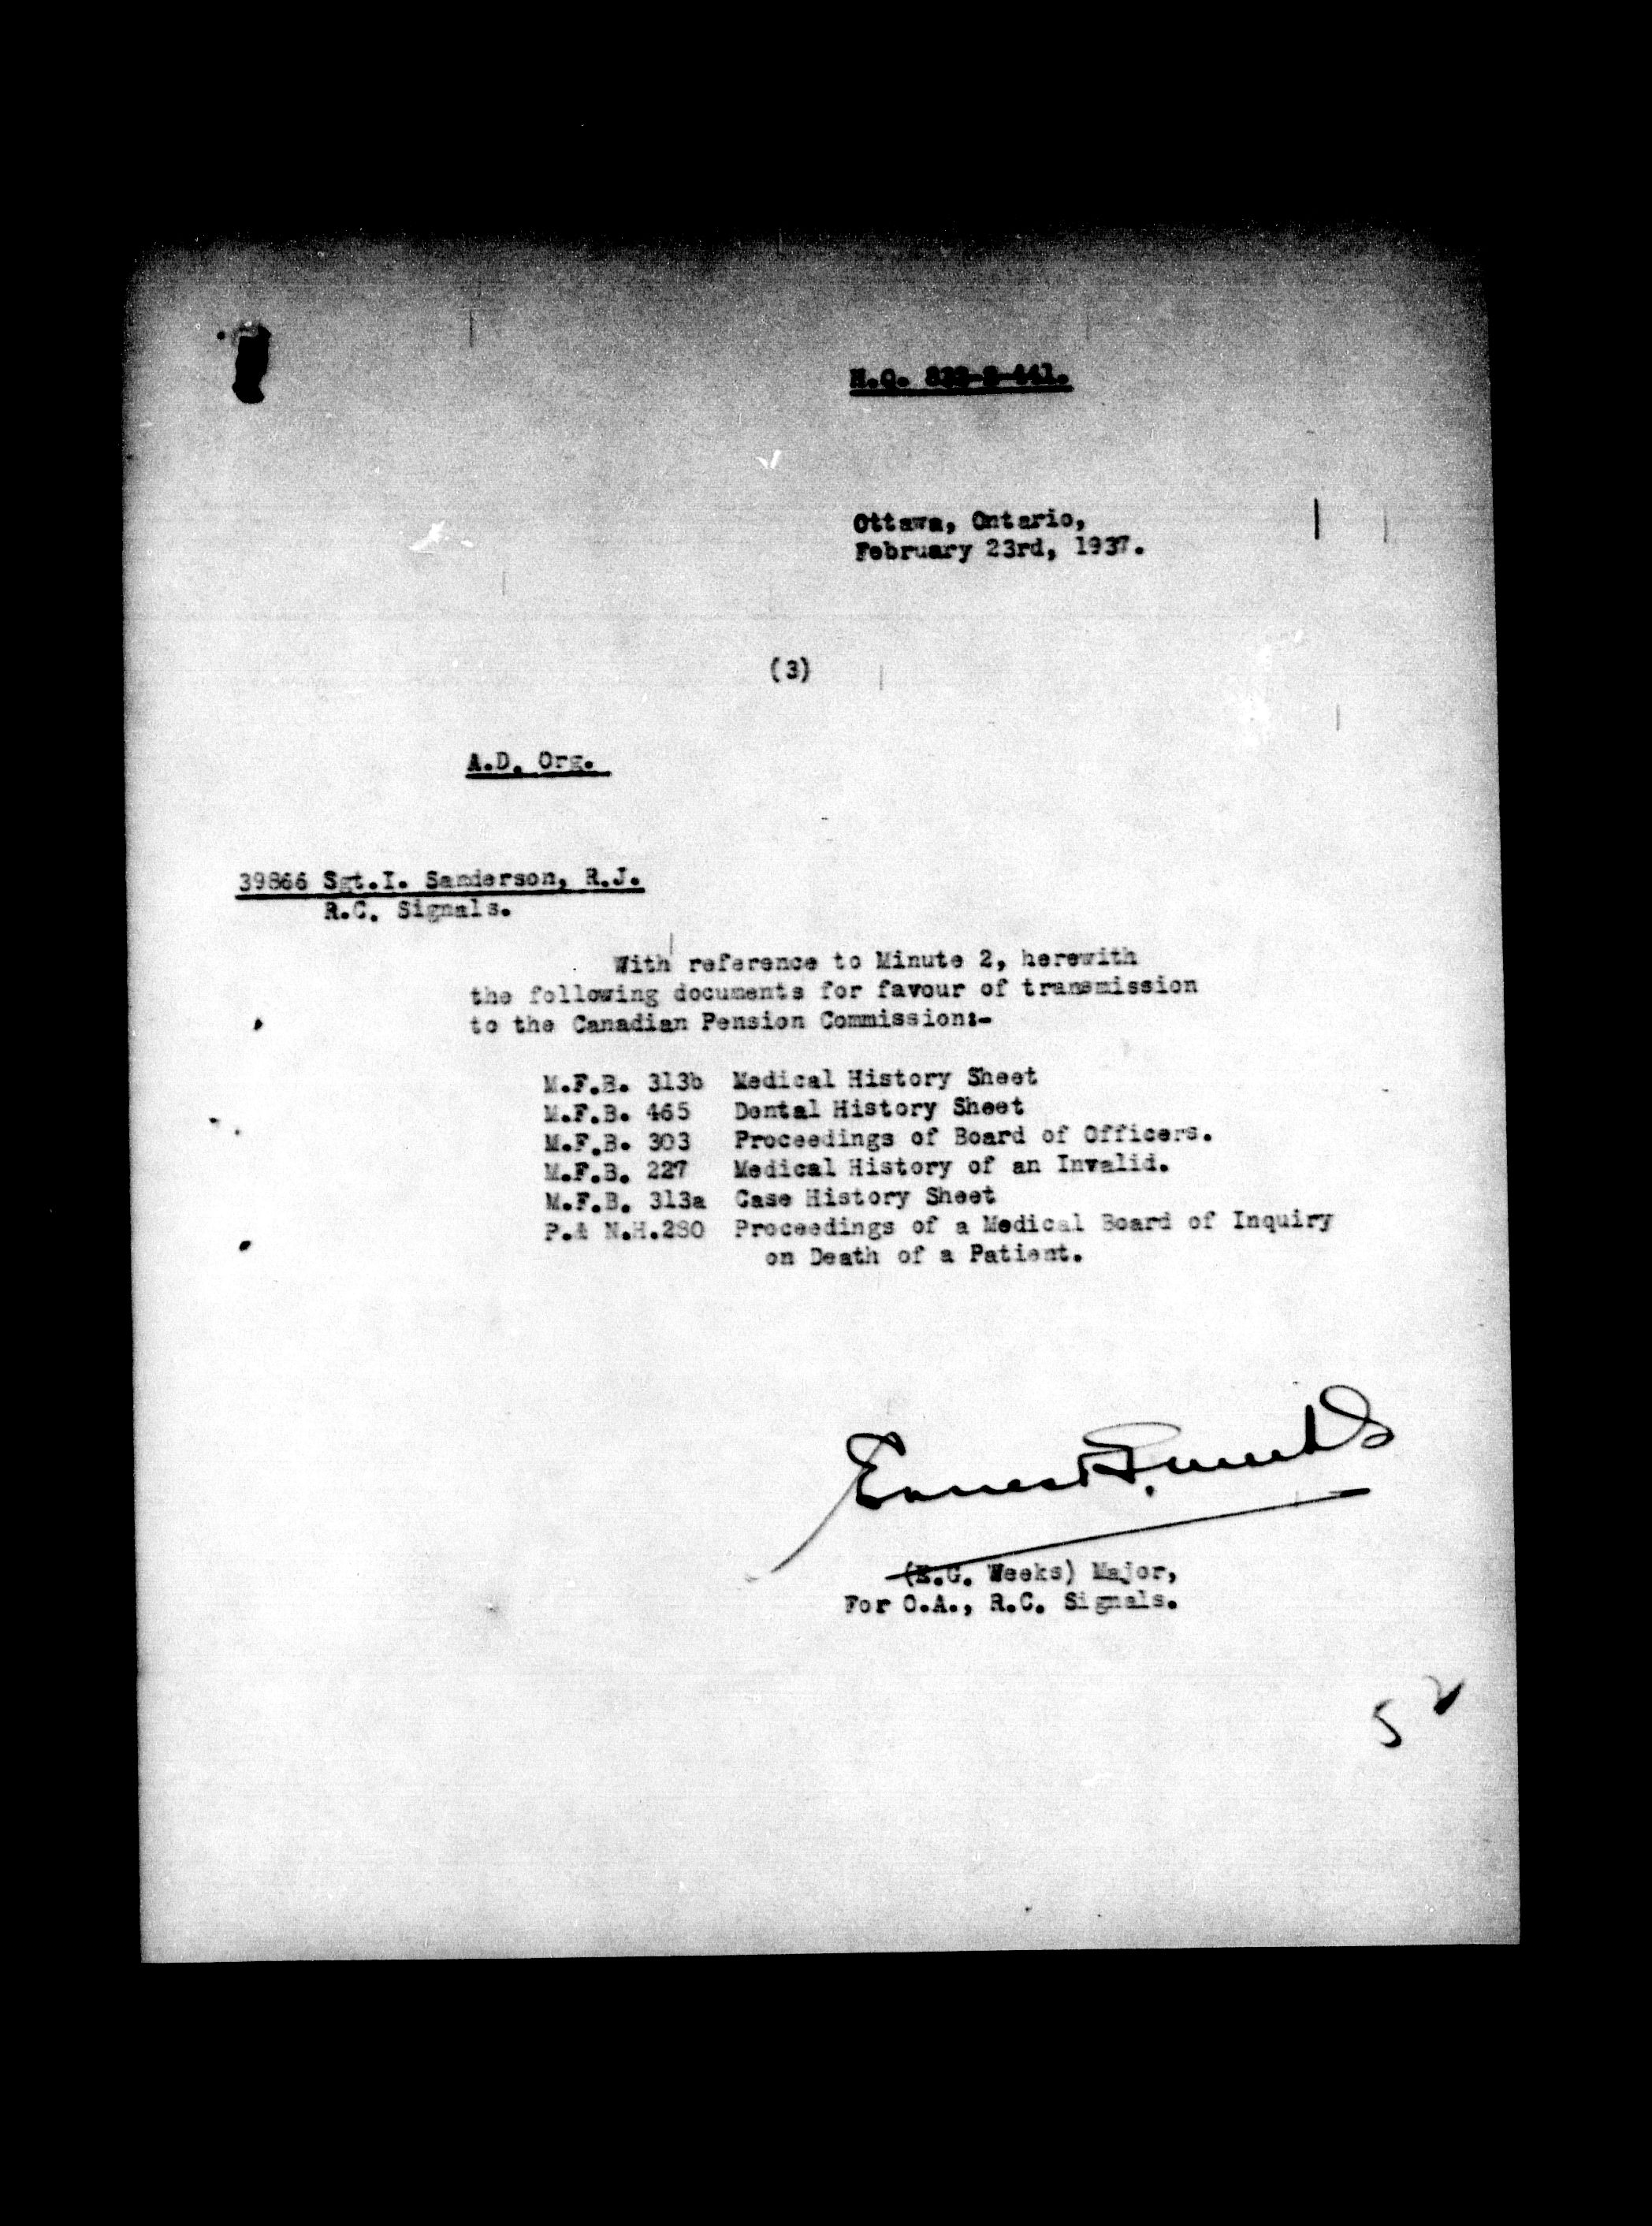 H.Q. 833-S-441.
Ottawa, Ontario,
February 23rd, 1937.
(3)
A.D. Org.
39866 Sgt.I. Sanderson, R.J.
R.C. Signals.
With reference to Minute 2, herewith
the following documents for favour of transmission
to the Canadian Pension Commission:-
M.F.B. 313b Medical History Sheet
M.F.B. 465 Dental History Sheet
M.F.B. 303 Proceedings of Board of Officers.
M.F.B. 227 Medical History of an Invalid.
M.F.B. 313a Case History Sheet
P.& N.H.280 Proceedings of a Medical Board of Inquiry
on Death of a Patient.
(E.G. Weeks) Major,
For O.A., R.C. Signals.
52